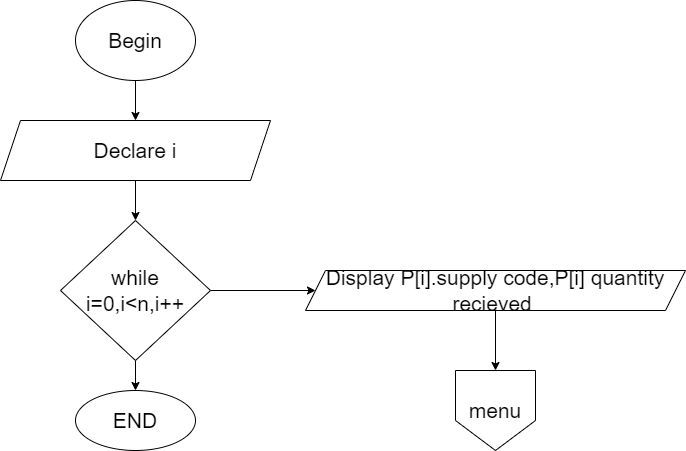 Begin
Declare i
while
i=0,i<n,i++
Display P[i].supply code,P[i] quantity
recieved
END
menu